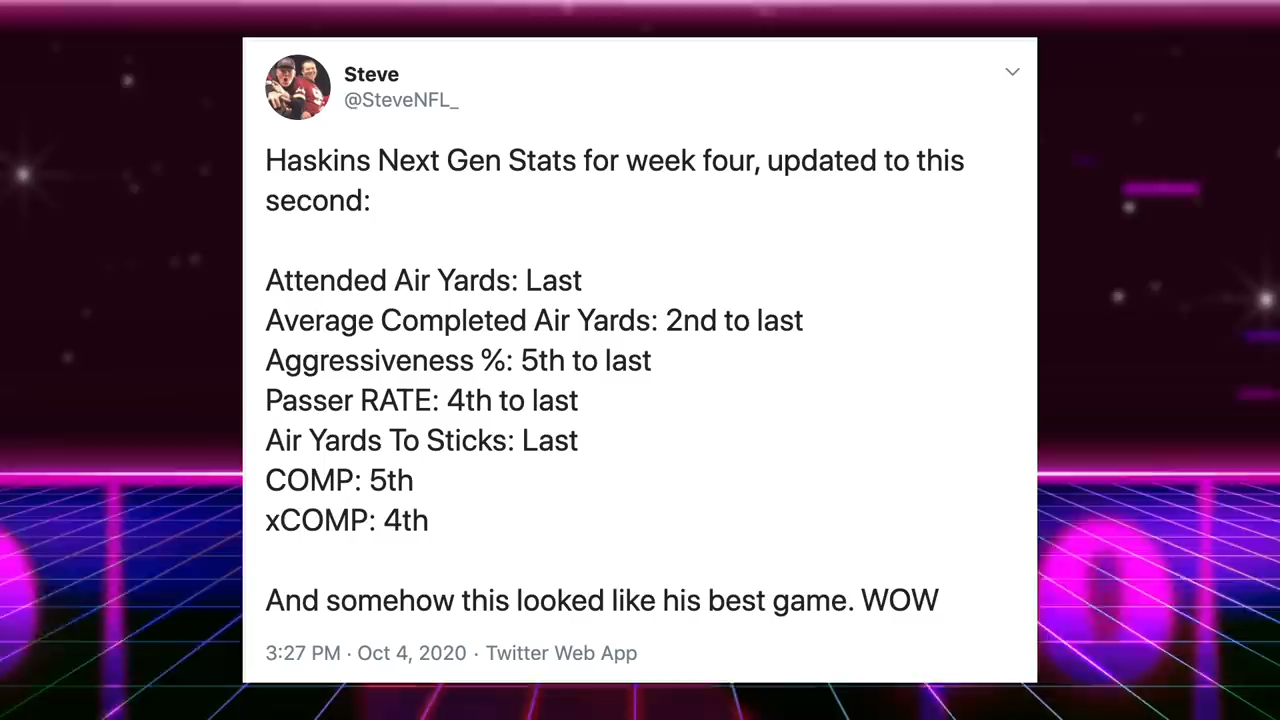 Steve
@SteveNFL_
Haskins Next Gen Stats for week four, updated to this
second:
Attended Air Yards: Last
Average Completed Air Yards: 2nd to last
Aggressiveness %: 5th to last
Passer RATE: 4th to last
Air Yards To Sticks: Last
COMP: 5th
xCOMP: 4th
And somehow this looked like his best game. WOW
3:27 PM · Oct 4, 2020 · Twitter Web App